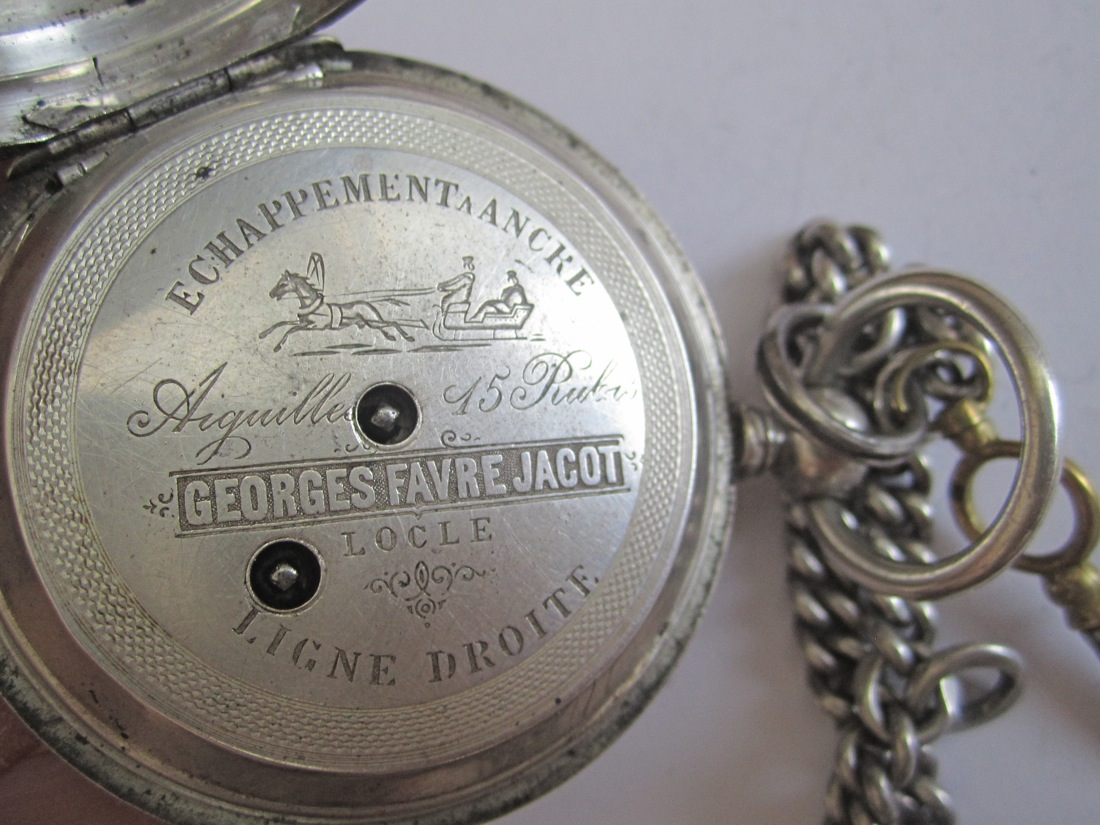 ECHAPPEMENT A ANCRE
Aiguilles 15 Rubis
GEORGES FAVRE JACOT
LOCLE
LIGNE DROITE